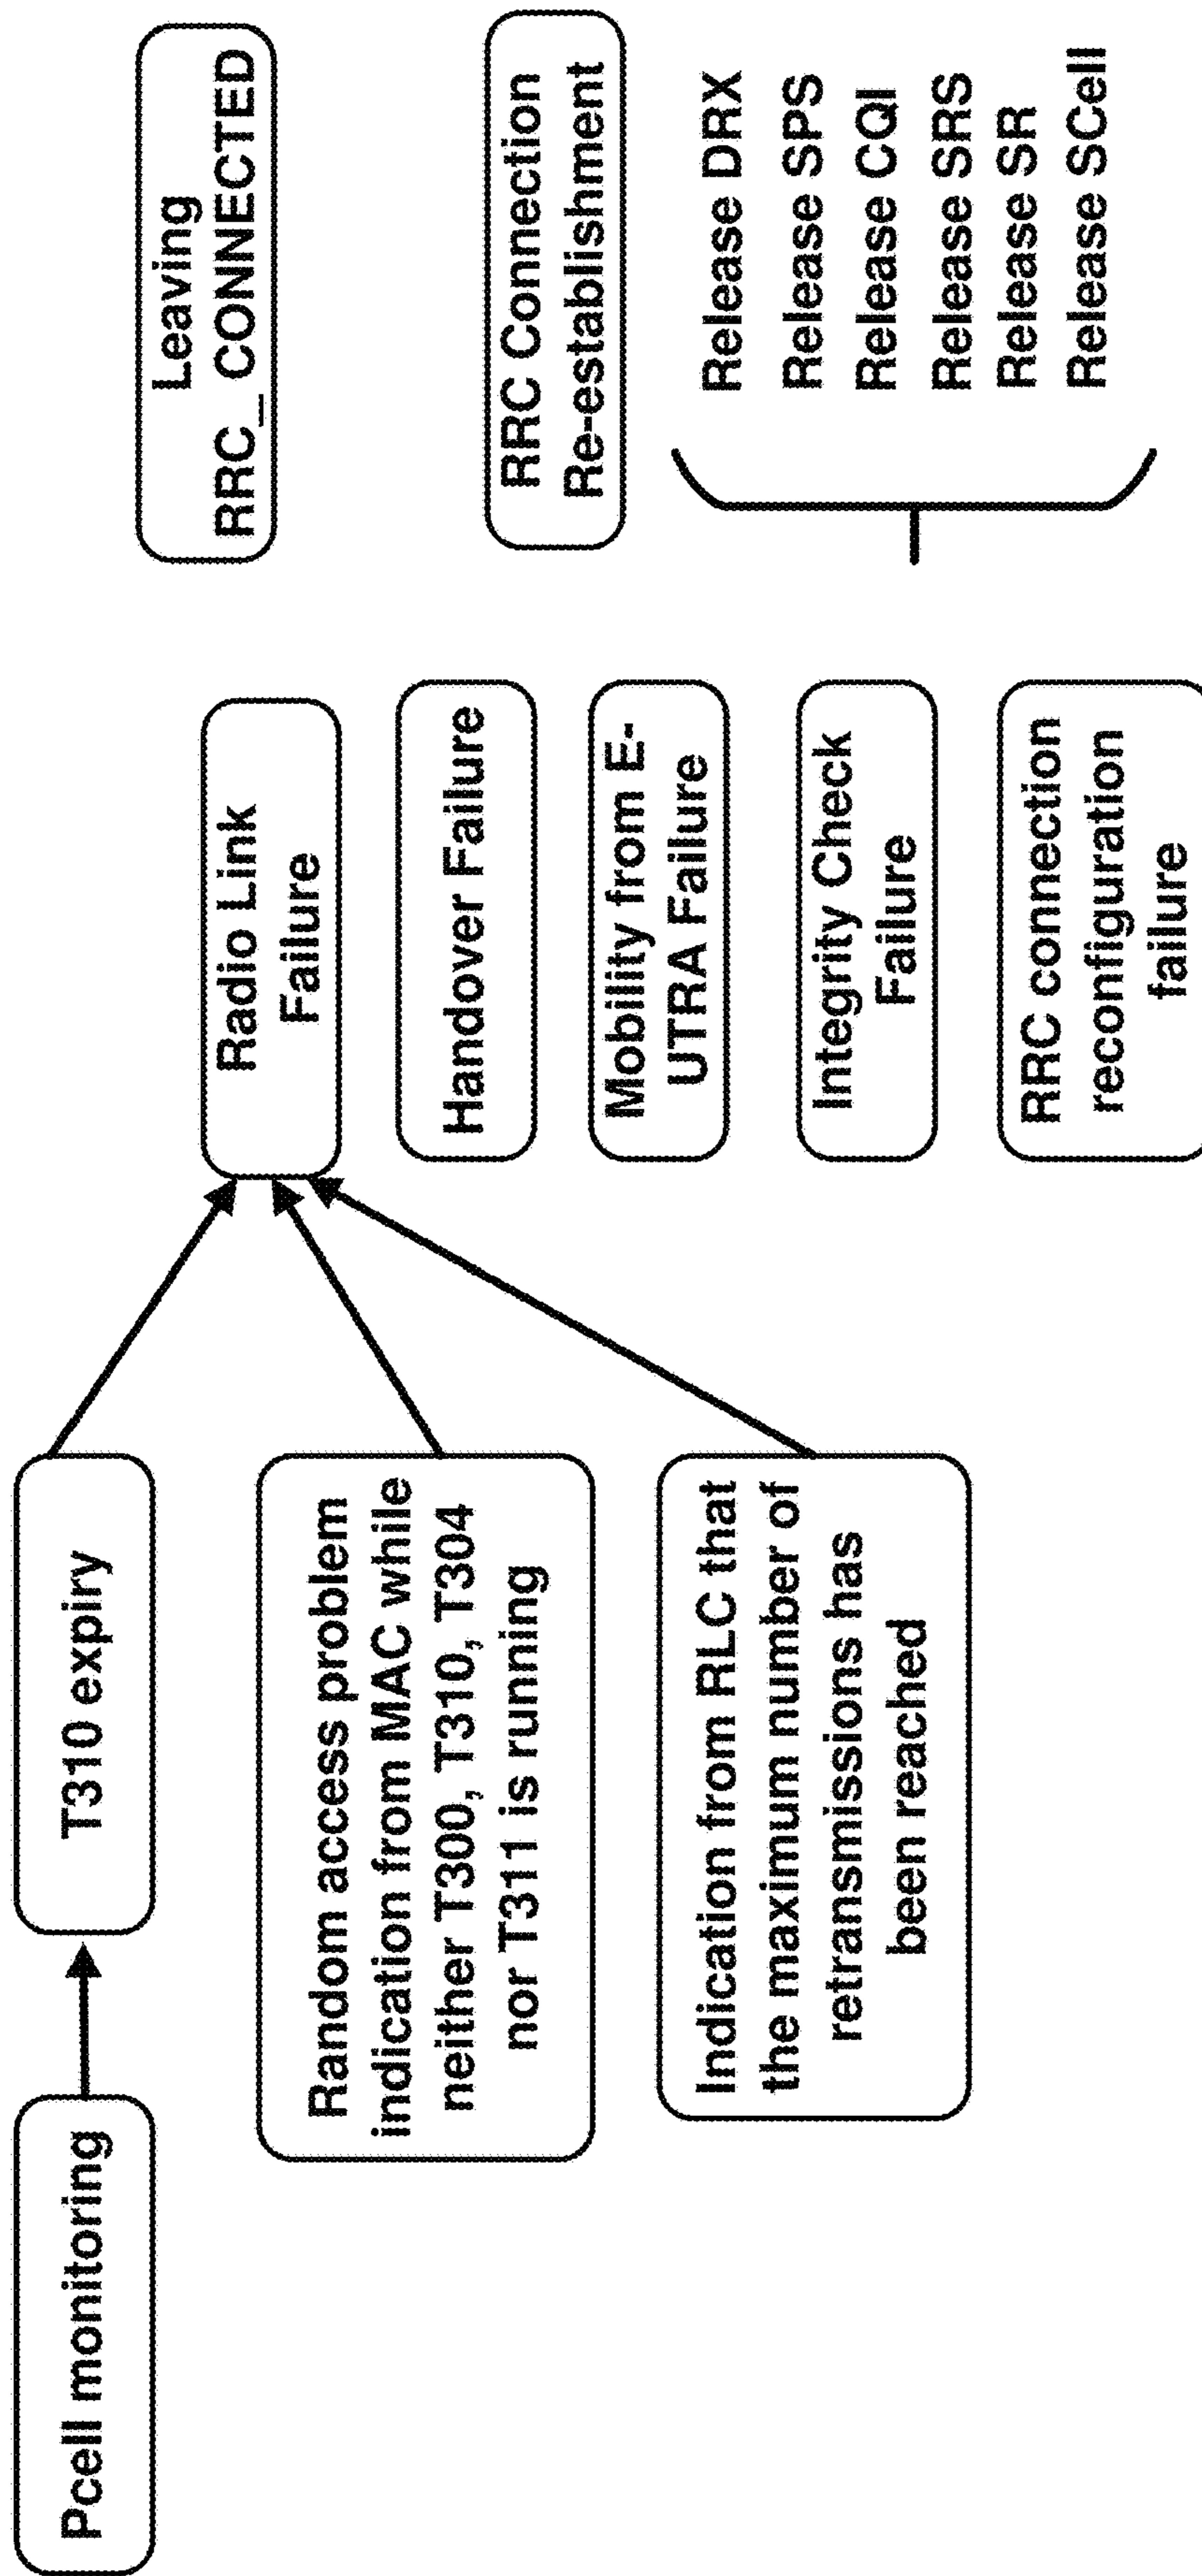 Pcell monitoring
T310 expiry
Random access problem
indication from MAC while
neither T300, T310, T304
nor T311 is running
Indication from RLC that
the maximum number of
retransmissions has
been reached
Radio Link
Failure
Handover Failure
Mobility from E-
UTRA Failure
Integrity Check
Failure
RRC connection
reconfiguration
failure
Leaving
RRC_CONNECTED
RRC Connection
Re-establishment
Release DRX
Release SPS
Release CQI
Release SRS
Release SR
Release SCell